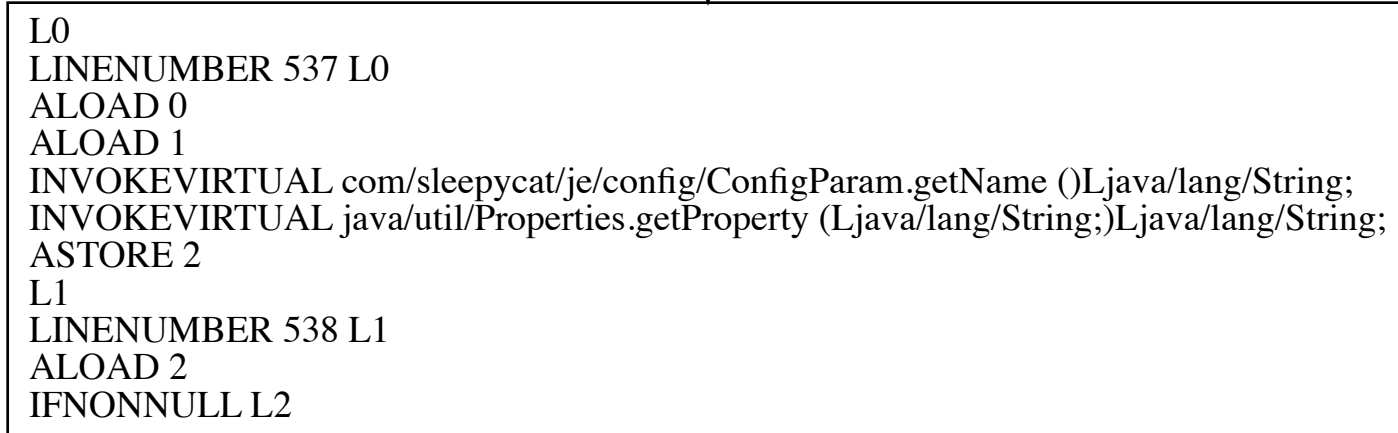 L0
LINENUMBER 537 L0
ALOAD 0
ALOAD 1
INVOKEVIRTUAL com/sleepycat/je/config/ConfigParam.getName ()Ljava/lang/String;
INVOKEVIRTUAL java/util/Properties.getProperty (Ljava/lang/String;)Ljava/lang/String;
ASTORE 2
L1
LINENUMBER 538 L1
ALOAD 2
IFNONNULL L2